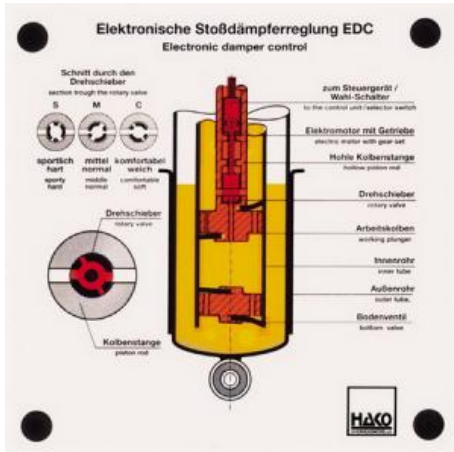 Elektronische Stoßdämpferreglung EDC
Electronic damper control
Schnitt durch den
Drehschieber
section trough the rotary valve
S M C
sportlich mittel komfortabel
hart normal weich
sporty middle comfortable
hard normal soft
Drehschieber
rotary valve
Kolbenstange
piston rod
zum Steuergerät /
Wahl-Schalter
to the control unit /selector switch
Elektromotor mit Getriebe
electric motor with gear set
Hohle Kolbenstange
hollow piston rod
Drehschieber
rotary valve
Arbeitskolben
working plunger
Innenrohr
inner tube
Außenrohr
outer tube,
Bodenventil
bottom valve
HAKO